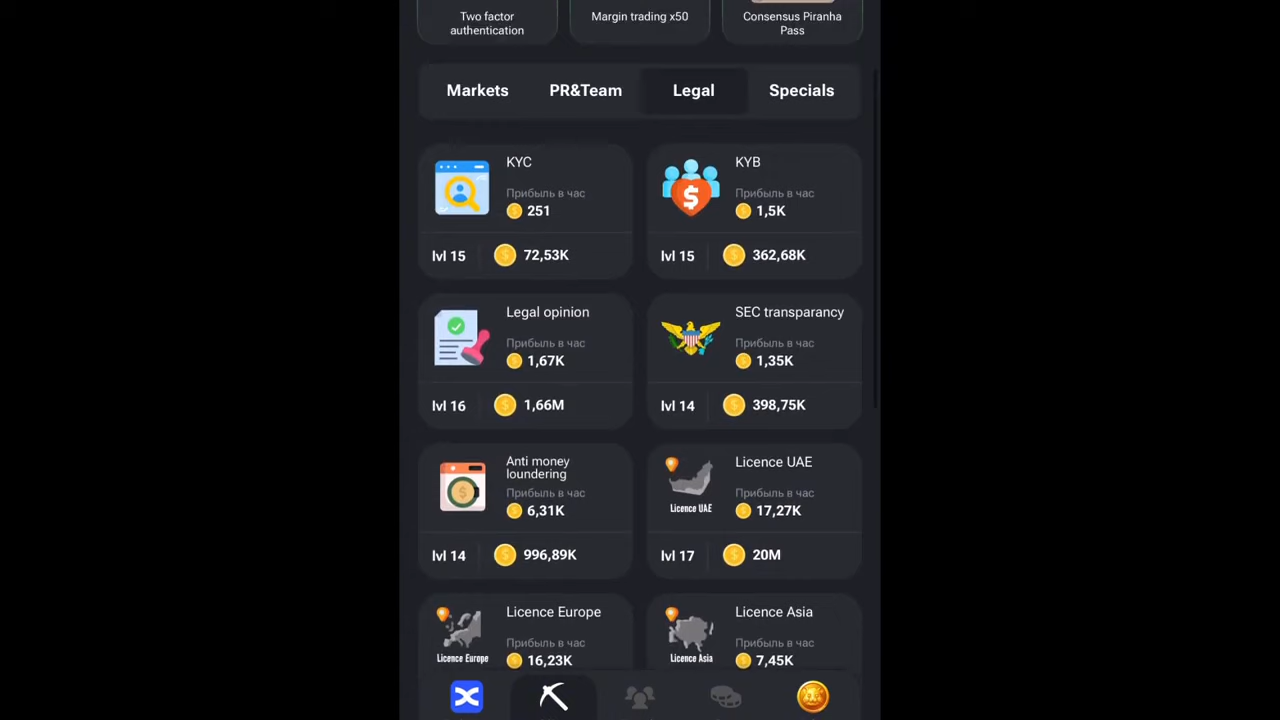 Two factor
authentication
Margin trading x50
Consensus Piranha
Pass
Markets
PR&Team
Legal
Specials
KYC
Прибыль в час
251
lvl 15
72,53K
KYB
Прибыль в час
1,5K
lvl 15
362,68K
Legal opinion
Прибыль в час
1,67K
lvl 16
1,66M
SEC transparancy
Прибыль в час
1,35K
lvl 14
398,75K
Anti money
loundering
Прибыль в час
6,31K
lvl 14
996,89K
Licence UAE
Licence UAE
Прибыль в час
17,27K
lvl 17
20M
Licence Europe
Licence Europe
Прибыль в час
16,23K
Licence Asia
Licence Asia
Прибыль в час
7,45K